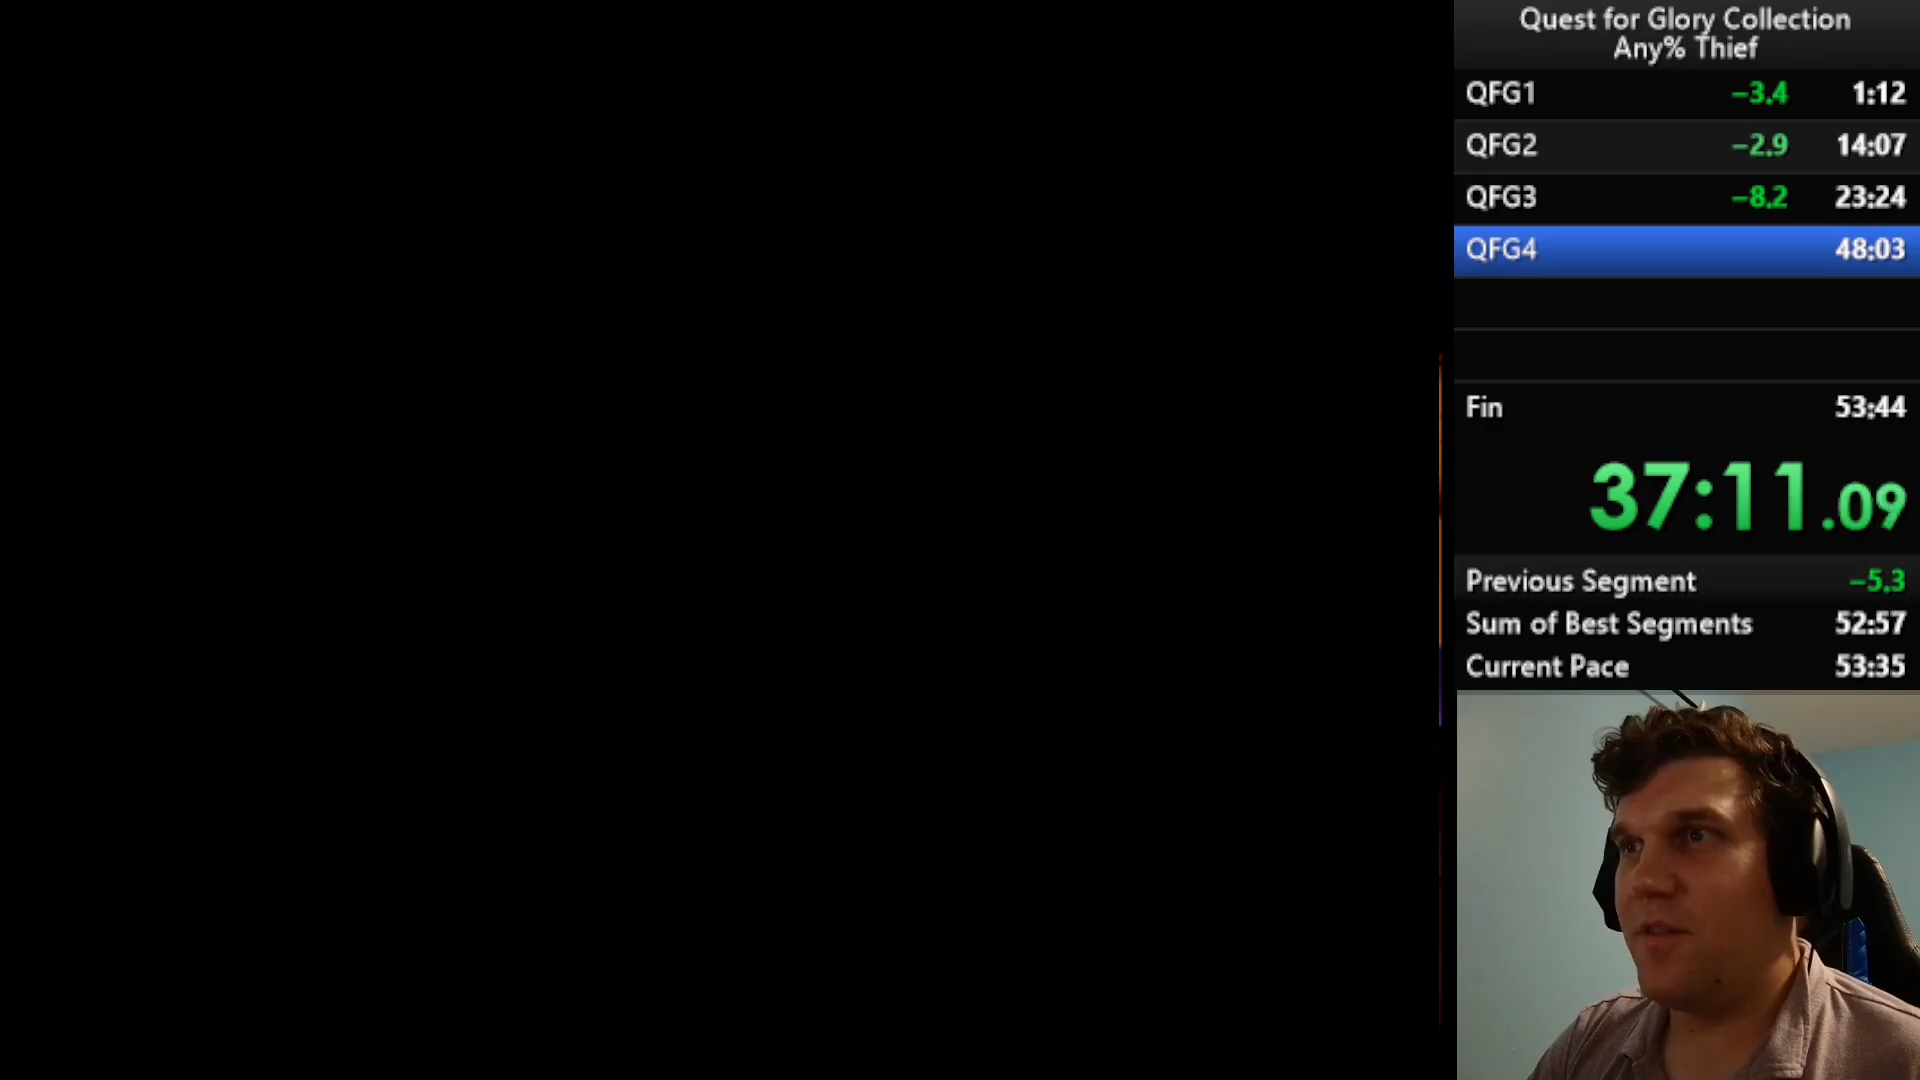 Quest for Glory Collection
Any% Thief
QFG1 −3.4 1:12
QFG2 −2.9 14:07
QFG3 −8.2 23:24
QFG4 48:03
Fin 53:44
37:11.09
Previous Segment −5.3
Sum of Best Segments 52:57
Current Pace 53:35